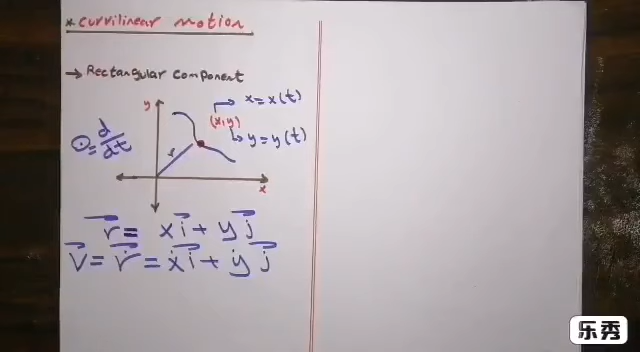 * curvilinear motion
→ Rectangular component
y
→ x = x(t)
(x,y)
↳ y = y(t)
⊙ = d/dt
r
x
r⃗ = x i⃗ + y j⃗
v⃗ = ṙ⃗ = ẋ i⃗ + ẏ j⃗
乐秀